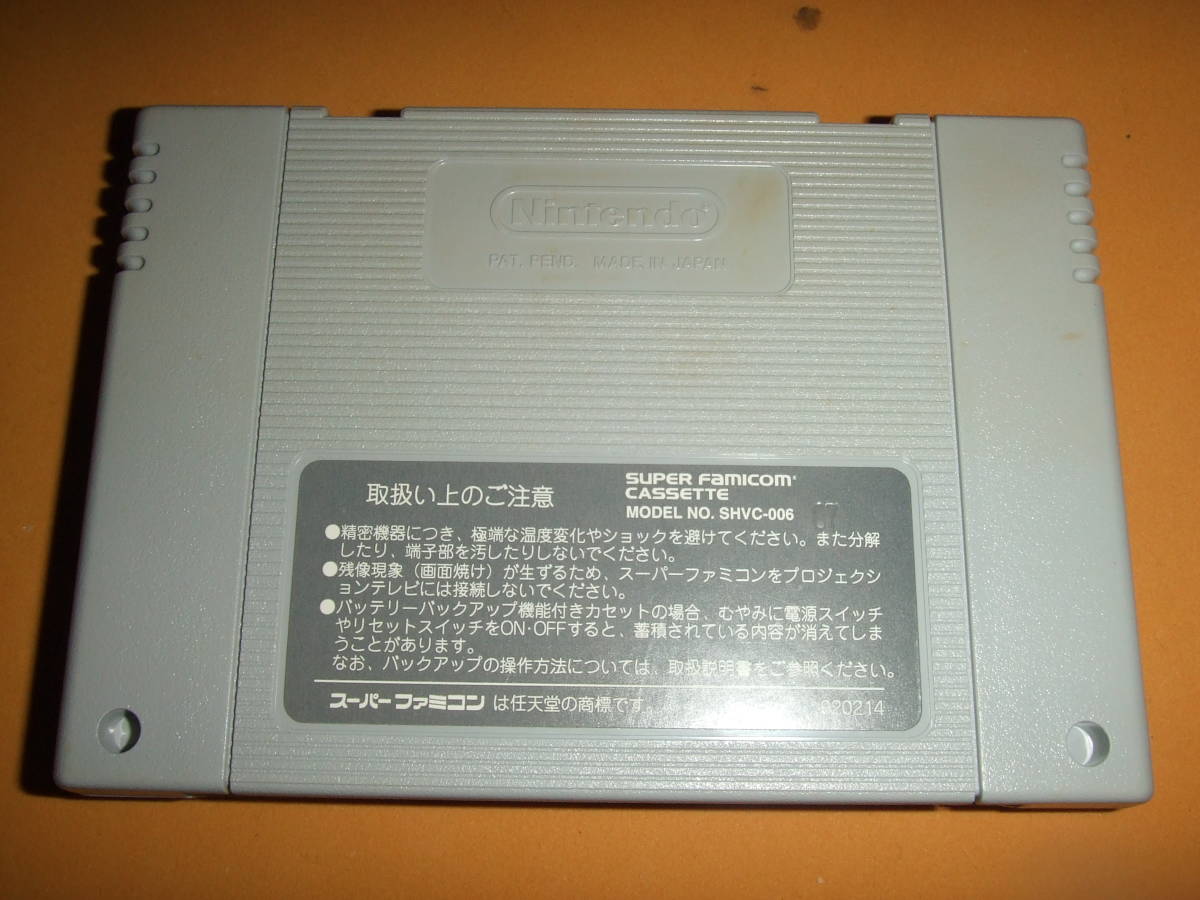 Nintendo®
PAT. PEND. MADE IN JAPAN
取扱い上のご注意
SUPER FAMICOM
CASSETTE
MODEL NO. SHVC-006
17
●精密機器につき、極端な温度変化やショックを避けてください。また分解
したり、端子部を汚したりしないでください。
●残像現象（画面焼け）が生ずるため、スーパーファミコンをプロジェクシ
ョンテレビには接続しないでください。
●バッテリーバックアップ機能付きカセットの場合、むやみに電源スイッチ
やリセットスイッチをON・OFFすると、蓄積されている内容が消えてしま
うことがあります。
なお、バックアップの操作方法については、取扱説明書をご参照ください。
スーパーファミコン は任天堂の商標です。
920214